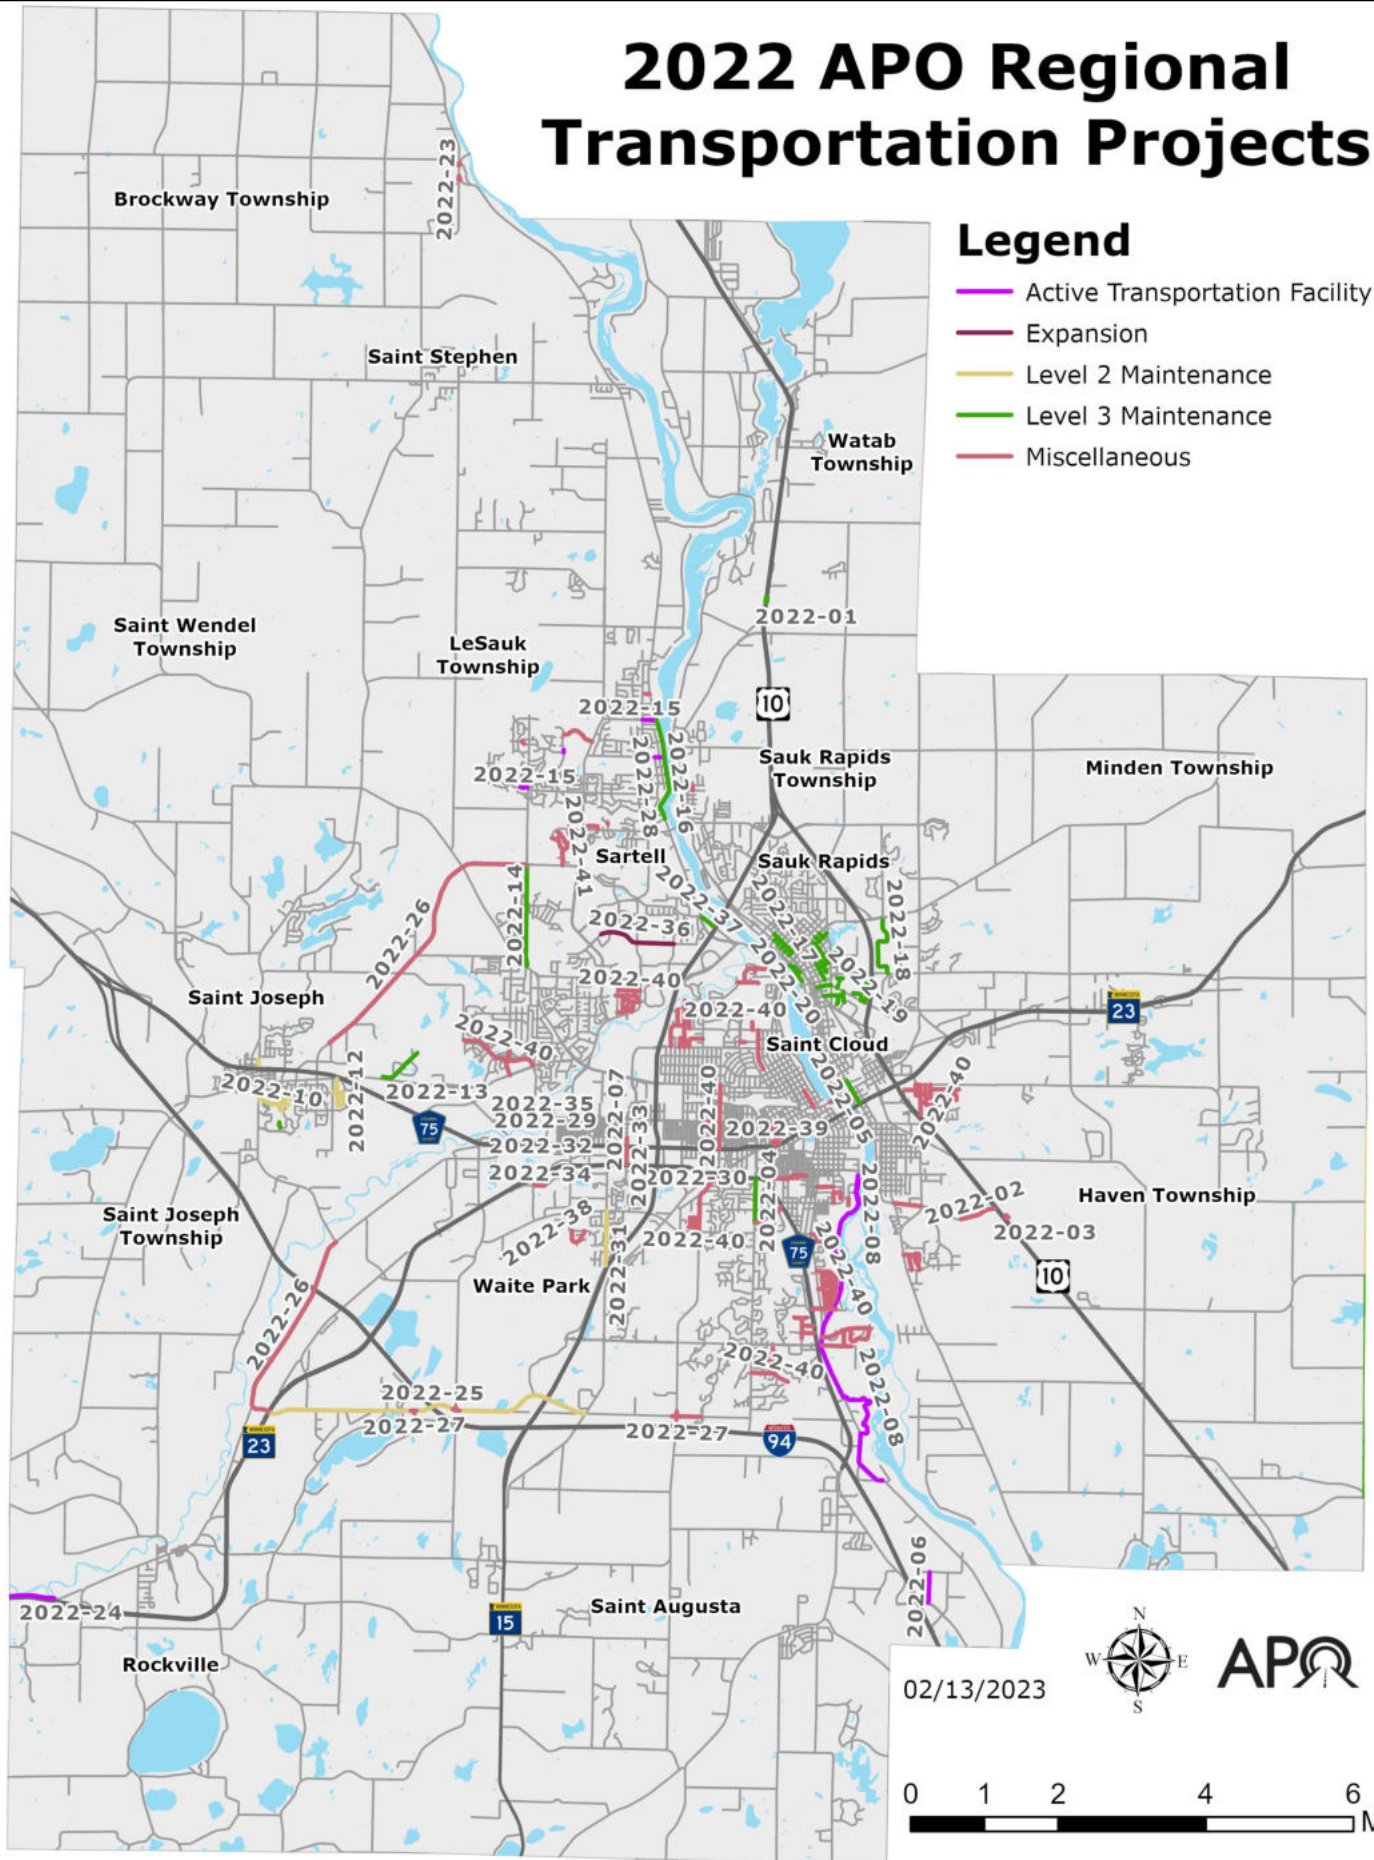 2022 APO Regional
Transportation Projects
Legend
Active Transportation Facility
Expansion
Level 2 Maintenance
Level 3 Maintenance
Miscellaneous
2022-23
Brockway Township
Saint Stephen
Watab
Township
2022-01
Saint Wendel
Township
LeSauk
Township
10
2022-15
Sauk Rapids
Township
Minden Township
2022-15
2022-28
2022-16
2022-41
Sartell
Sauk Rapids
2022-14
2022-37
2022-17
2022-18
2022-26
2022-36
2022-40
2022-20
2022-19
Saint Joseph
MINNESOTA
23
2022-40
2022-40
Saint Cloud
2022-10
2022-12
2022-13
75
2022-35
2022-29
2022-32
2022-34
2022-07
2022-33
2022-40
2022-39
2022-05
2022-40
2022-30
2022-04
2022-08
2022-02
2022-03
Haven Township
Saint Joseph
Township
2022-38
2022-31
2022-40
75
2022-40
10
Waite Park
2022-26
2022-40
2022-08
2022-25
2022-27
2022-27
MINNESOTA
23
94
2022-06
2022-24
MINNESOTA
15
Saint Augusta
Rockville
02/13/2023
N
W
E
S
APO
0 1 2 4 6
M